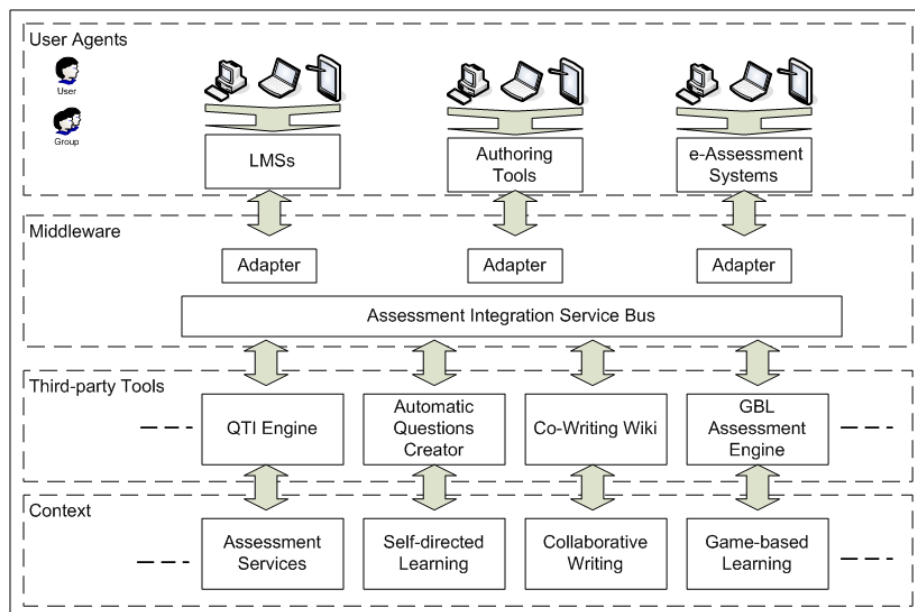 User Agents
User
Group
LMSs
Authoring
Tools
e-Assessment
Systems
Middleware
Adapter
Adapter
Adapter
Assessment Integration Service Bus
Third-party Tools
QTI Engine
Automatic
Questions
Creator
Co-Writing Wiki
GBL
Assessment
Engine
Context
Assessment
Services
Self-directed
Learning
Collaborative
Writing
Game-based
Learning